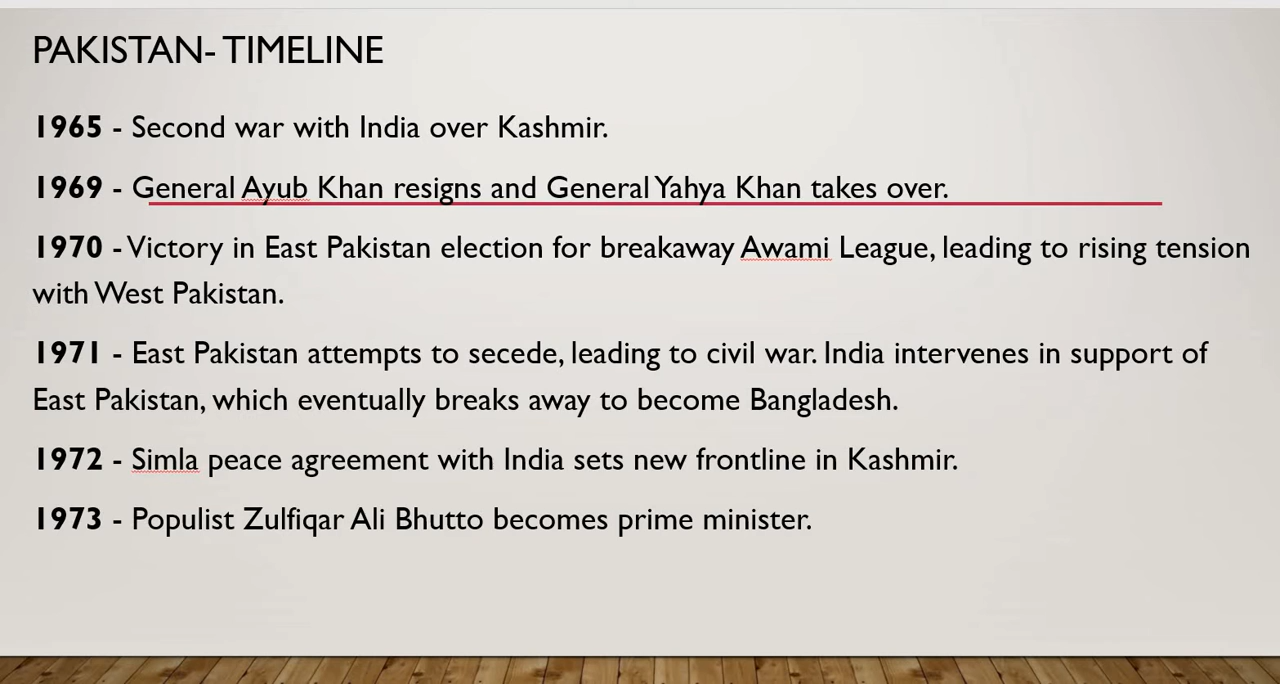 PAKISTAN- TIMELINE
1965 - Second war with India over Kashmir.
1969 - General Ayub Khan resigns and General Yahya Khan takes over.
1970 - Victory in East Pakistan election for breakaway Awami League, leading to rising tension
with West Pakistan.
1971 - East Pakistan attempts to secede, leading to civil war. India intervenes in support of
East Pakistan, which eventually breaks away to become Bangladesh.
1972 - Simla peace agreement with India sets new frontline in Kashmir.
1973 - Populist Zulfiqar Ali Bhutto becomes prime minister.